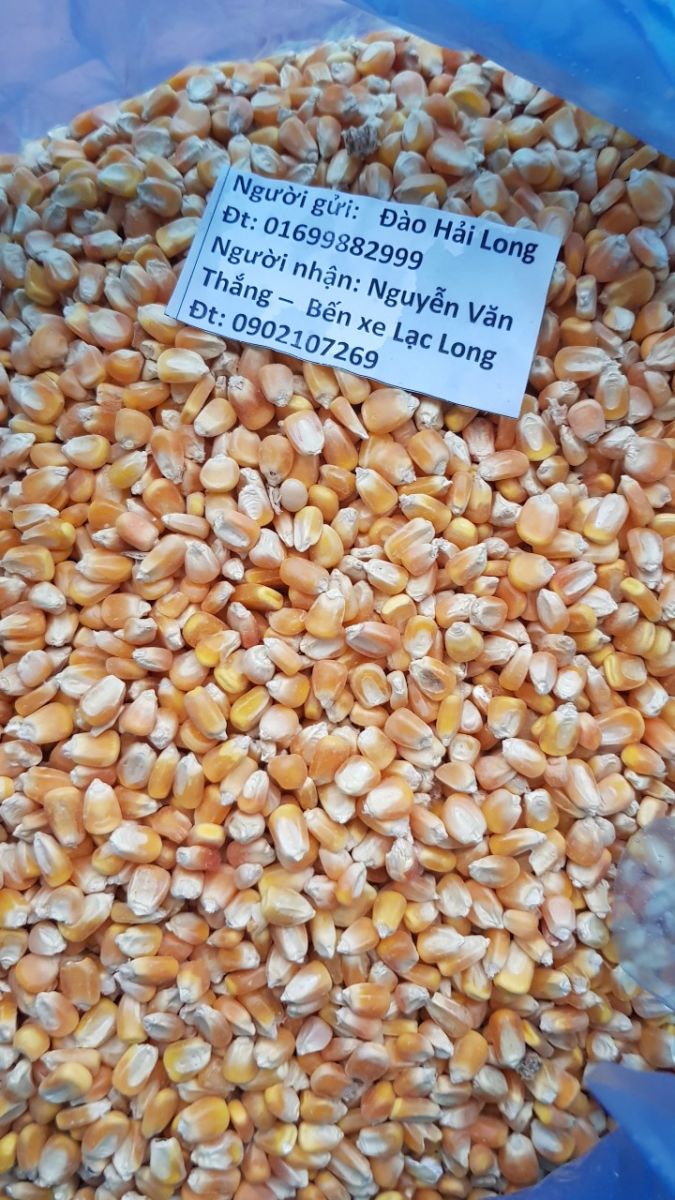 Người gửi: Đào Hải Long
Đt: 01699882999
Người nhận: Nguyễn Văn
Thắng – Bến xe Lạc Long
Đt: 0902107269